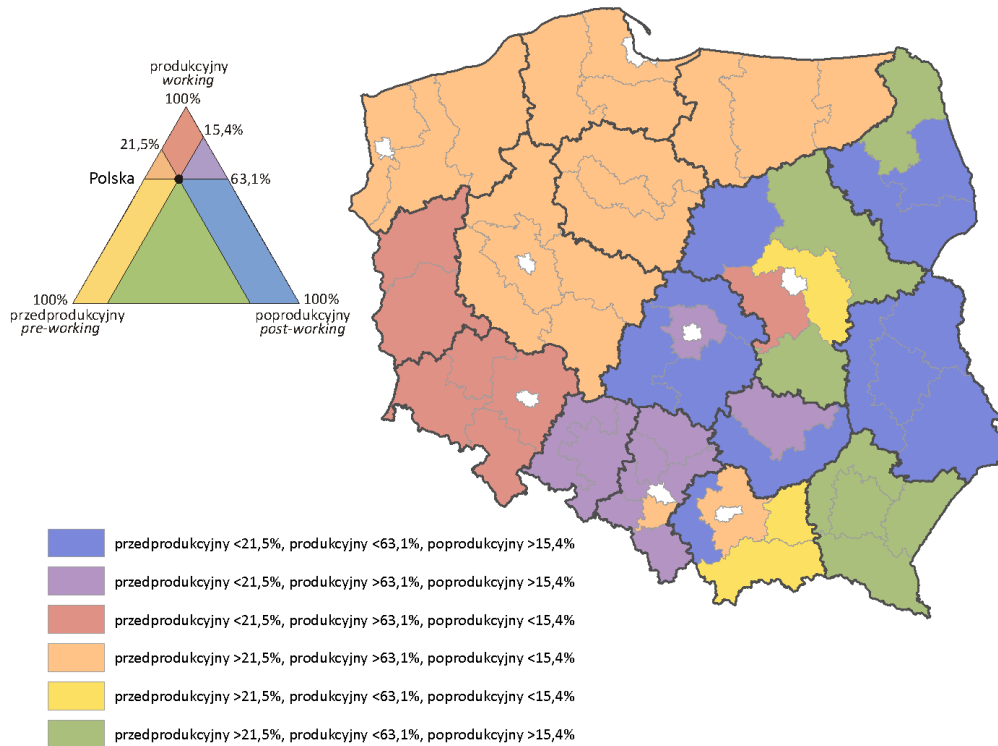 produkcyjny
working
100%
15,4%
21,5%
Polska
63,1%
100%
100%
przedprodukcyjny
pre-working
poprodukcyjny
post-working
przedprodukcyjny <21,5%, produkcyjny <63,1%, poprodukcyjny >15,4%
przedprodukcyjny <21,5%, produkcyjny >63,1%, poprodukcyjny >15,4%
przedprodukcyjny <21,5%, produkcyjny >63,1%, poprodukcyjny <15,4%
przedprodukcyjny >21,5%, produkcyjny >63,1%, poprodukcyjny <15,4%
przedprodukcyjny >21,5%, produkcyjny <63,1%, poprodukcyjny <15,4%
przedprodukcyjny >21,5%, produkcyjny <63,1%, poprodukcyjny >15,4%